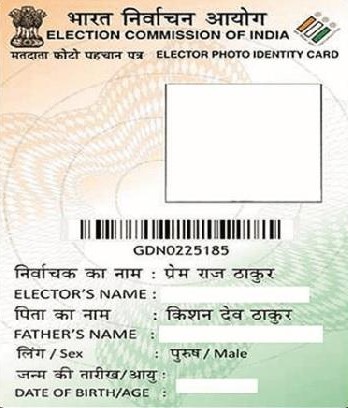 भारत निर्वाचन आयोग
ELECTION COMMISSION OF INDIA
मतदाता फोटो पहचान पत्र ELECTOR PHOTO IDENTITY CARD
GDN0225185
निर्वाचक का नाम : प्रेम राज ठाकुर
ELECTOR'S NAME :
पिता का नाम : किशन देव ठाकुर
FATHER'S NAME :
लिंग / Sex : पुरुष / Male
जन्म की तारीख/आयु :
DATE OF BIRTH/AGE :